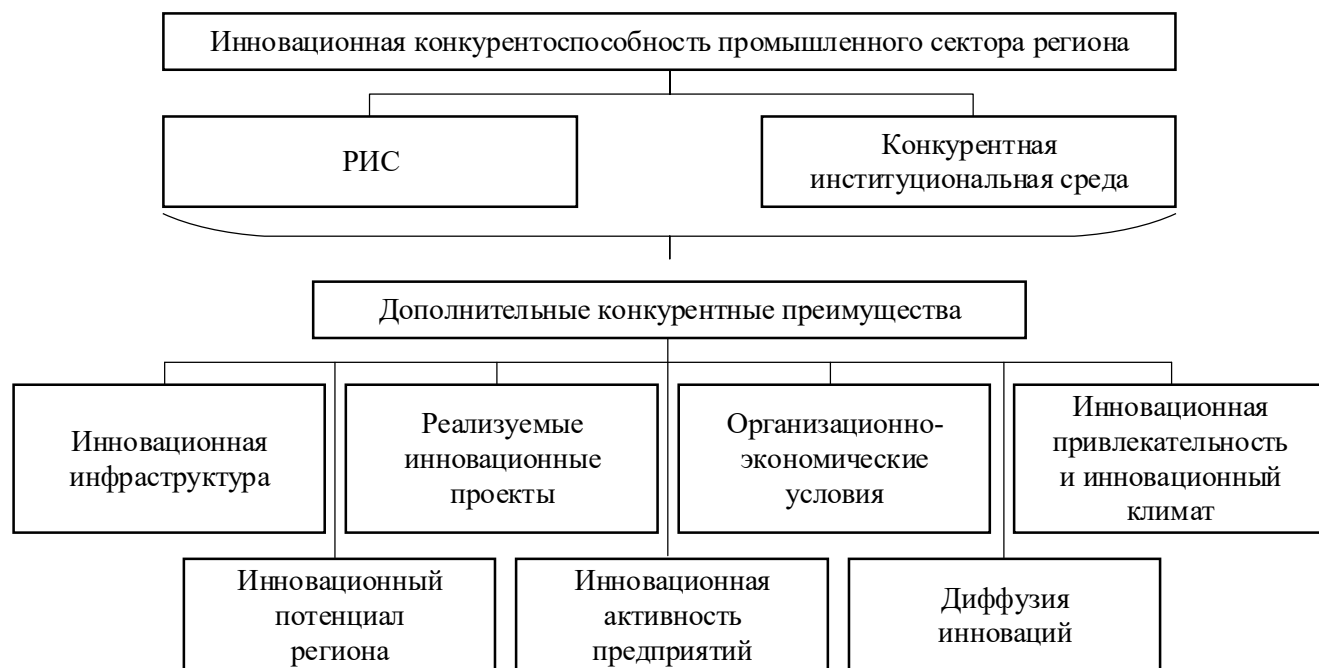 Инновационная конкурентоспособность промышленного сектора региона
РИС
Конкурентная
институциональная среда
Дополнительные конкурентные преимущества
Инновационная
инфраструктура
Реализуемые
инновационные
проекты
Организационно-
экономические
условия
Инновационная
привлекательность
и инновационный
климат
Инновационный
потенциал
региона
Инновационная
активность
предприятий
Диффузия
инноваций